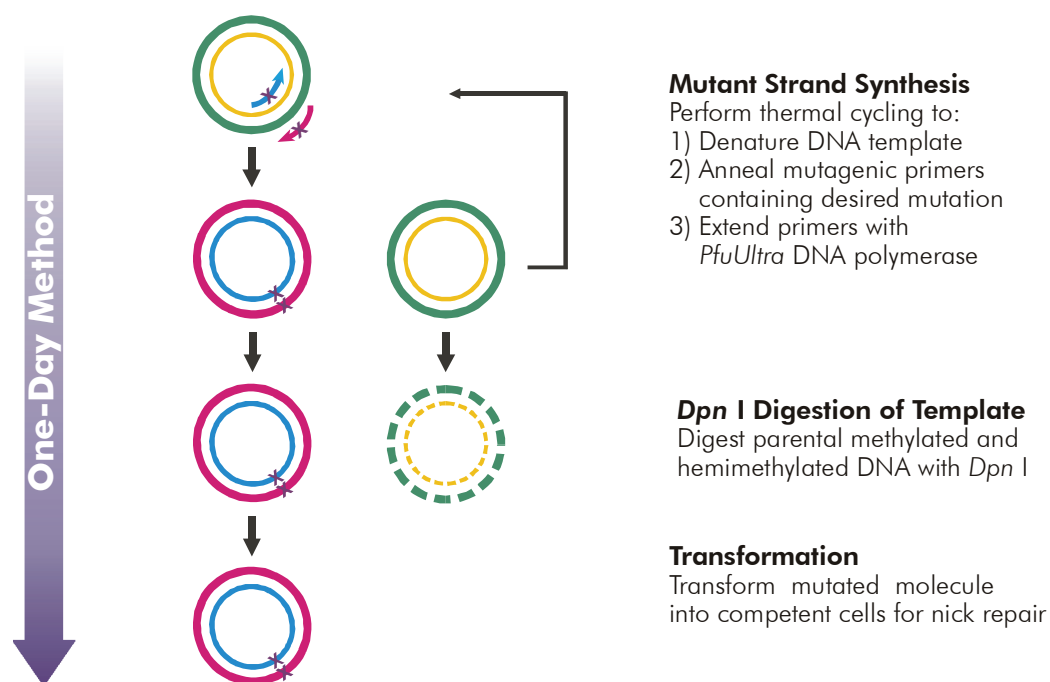 One-Day Method
Mutant Strand Synthesis
Perform thermal cycling to:
1) Denature DNA template
2) Anneal mutagenic primers
containing desired mutation
3) Extend primers with
PfuUltra DNA polymerase
Dpn I Digestion of Template
Digest parental methylated and
hemimethylated DNA with Dpn I
Transformation
Transform mutated molecule
into competent cells for nick repair